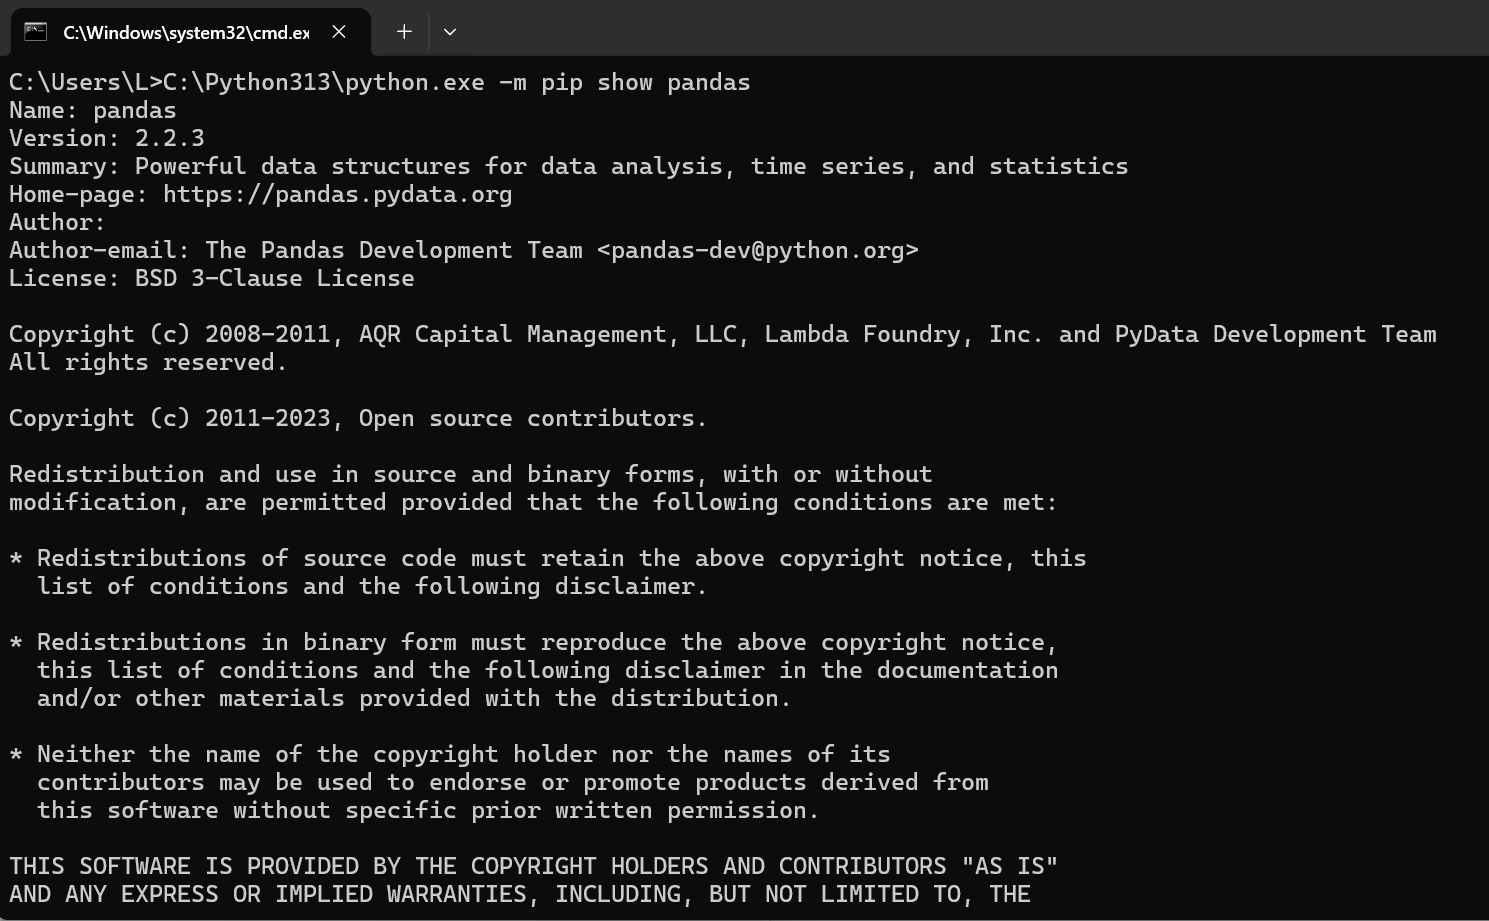 C:\Windows\system32\cmd.ex
C:\Users\L>C:\Python313\python.exe -m pip show pandas
Name: pandas
Version: 2.2.3
Summary: Powerful data structures for data analysis, time series, and statistics
Home-page: https://pandas.pydata.org
Author:
Author-email: The Pandas Development Team <pandas-dev@python.org>
License: BSD 3-Clause License

Copyright (c) 2008-2011, AQR Capital Management, LLC, Lambda Foundry, Inc. and PyData Development Team
All rights reserved.

Copyright (c) 2011-2023, Open source contributors.

Redistribution and use in source and binary forms, with or without
modification, are permitted provided that the following conditions are met:

* Redistributions of source code must retain the above copyright notice, this
  list of conditions and the following disclaimer.

* Redistributions in binary form must reproduce the above copyright notice,
  this list of conditions and the following disclaimer in the documentation
  and/or other materials provided with the distribution.

* Neither the name of the copyright holder nor the names of its
  contributors may be used to endorse or promote products derived from
  this software without specific prior written permission.

THIS SOFTWARE IS PROVIDED BY THE COPYRIGHT HOLDERS AND CONTRIBUTORS "AS IS"
AND ANY EXPRESS OR IMPLIED WARRANTIES, INCLUDING, BUT NOT LIMITED TO, THE